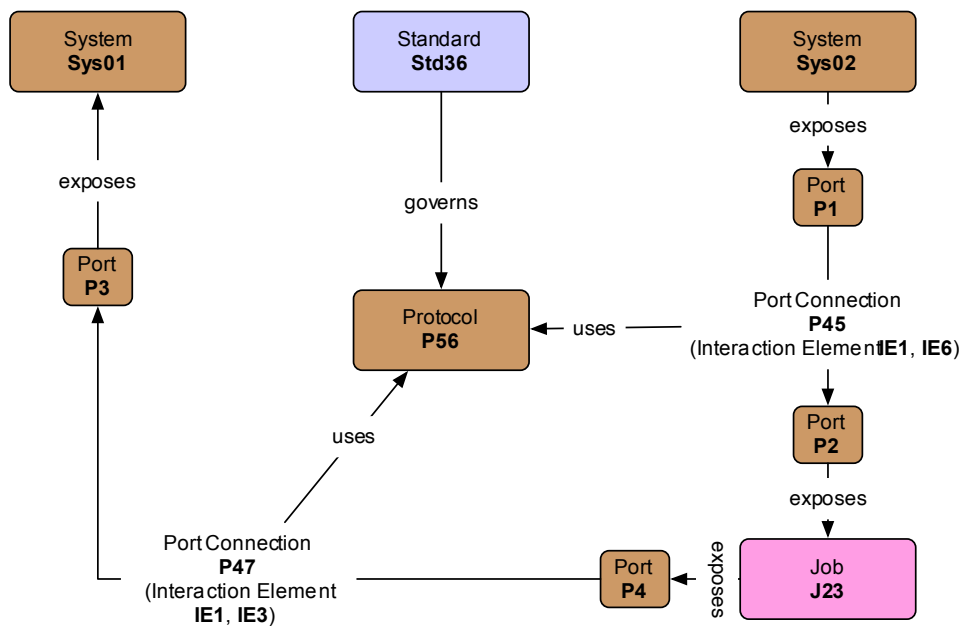 System
Sys01
Standard
Std36
System
Sys02
exposes
Port
P1
exposes
governs
Port
P3
Protocol
P56
uses
Port Connection
P45
(Interaction Element IE1, IE6)
Port
P2
uses
exposes
Port Connection
P47
(Interaction Element
IE1, IE3)
Port
P4
exposes
Job
J23